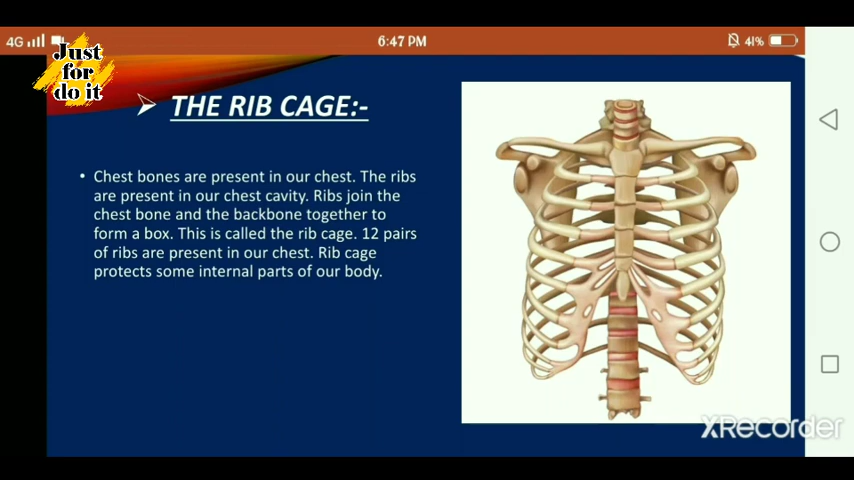 4G
6:47 PM
41%
Just
for
do it
THE RIB CAGE:-
• Chest bones are present in our chest. The ribs
are present in our chest cavity. Ribs join the
chest bone and the backbone together to
form a box. This is called the rib cage. 12 pairs
of ribs are present in our chest. Rib cage
protects some internal parts of our body.
XRecorder